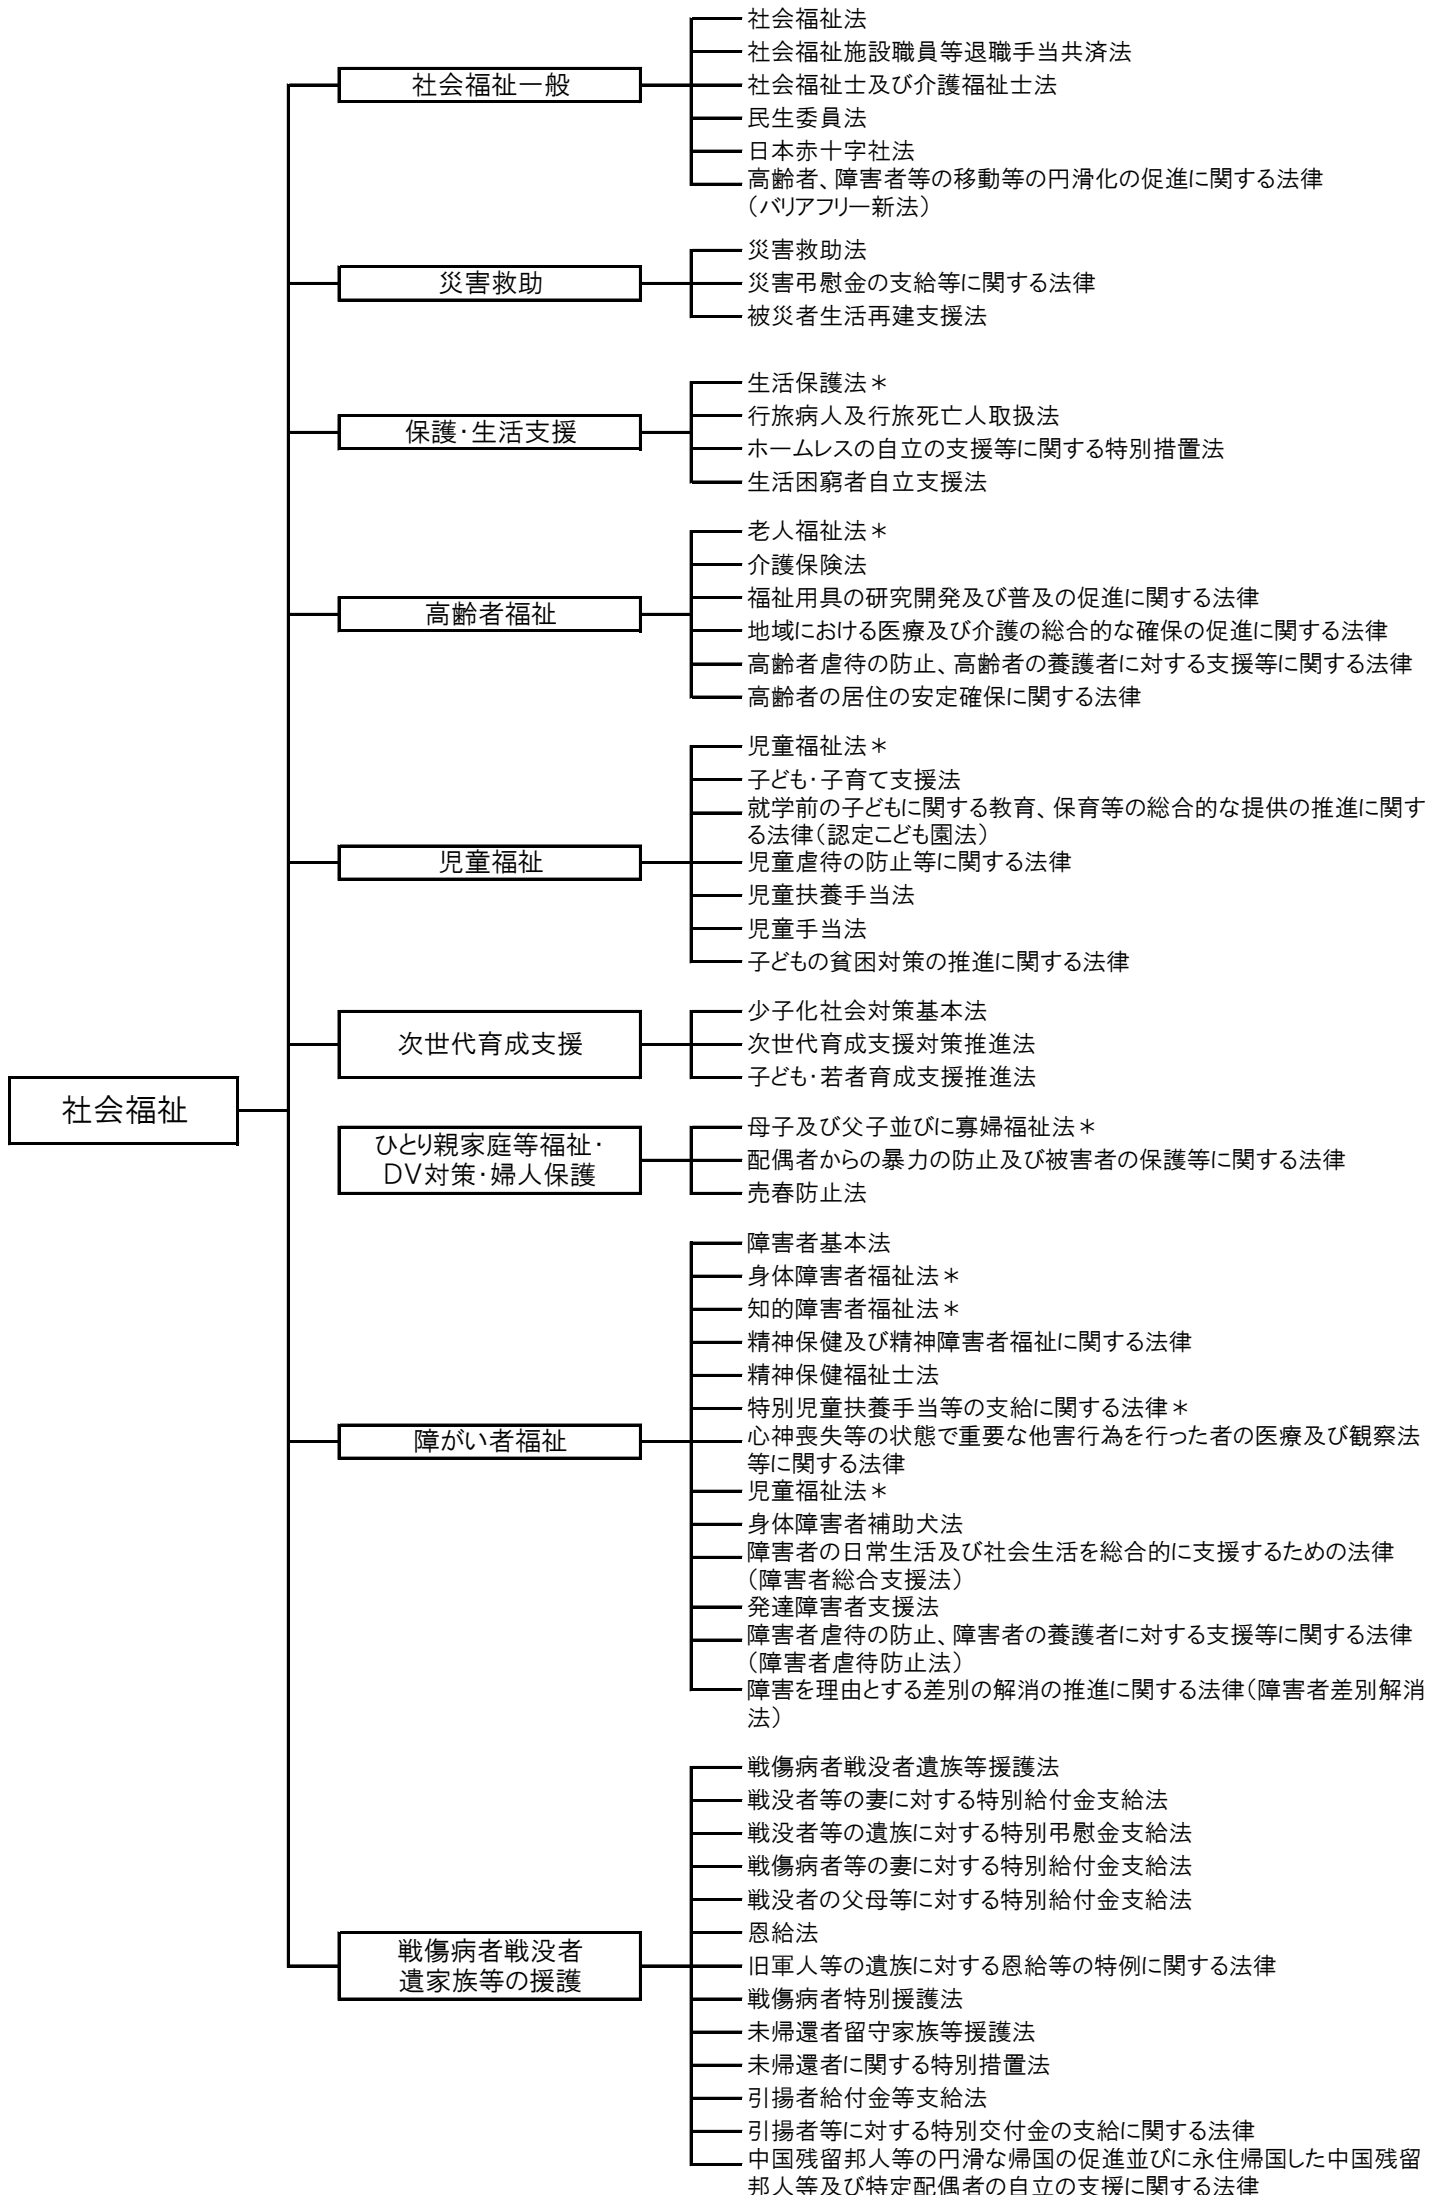 社会福祉
社会福祉一般
社会福祉法
社会福祉施設職員等退職手当共済法
社会福祉士及び介護福祉士法
民生委員法
日本赤十字社法
高齢者、障害者等の移動等の円滑化の促進に関する法律
（バリアフリー新法）
災害救助
災害救助法
災害弔慰金の支給等に関する法律
被災者生活再建支援法
保護・生活支援
生活保護法＊
行旅病人及行旅死亡人取扱法
ホームレスの自立の支援等に関する特別措置法
生活困窮者自立支援法
高齢者福祉
老人福祉法＊
介護保険法
福祉用具の研究開発及び普及の促進に関する法律
地域における医療及び介護の総合的な確保の促進に関する法律
高齢者虐待の防止、高齢者の養護者に対する支援等に関する法律
高齢者の居住の安定確保に関する法律
児童福祉
児童福祉法＊
子ども・子育て支援法
就学前の子どもに関する教育、保育等の総合的な提供の推進に関す
る法律（認定こども園法）
児童虐待の防止等に関する法律
児童扶養手当法
児童手当法
子どもの貧困対策の推進に関する法律
次世代育成支援
少子化社会対策基本法
次世代育成支援対策推進法
子ども・若者育成支援推進法
ひとり親家庭等福祉・
DV対策・婦人保護
母子及び父子並びに寡婦福祉法＊
配偶者からの暴力の防止及び被害者の保護等に関する法律
売春防止法
障がい者福祉
障害者基本法
身体障害者福祉法＊
知的障害者福祉法＊
精神保健及び精神障害者福祉に関する法律
精神保健福祉士法
特別児童扶養手当等の支給に関する法律＊
心神喪失等の状態で重要な他害行為を行った者の医療及び観察法
等に関する法律
児童福祉法＊
身体障害者補助犬法
障害者の日常生活及び社会生活を総合的に支援するための法律
（障害者総合支援法）
発達障害者支援法
障害者虐待の防止、障害者の養護者に対する支援等に関する法律
（障害者虐待防止法）
障害を理由とする差別の解消の推進に関する法律（障害者差別解消
法）
戦傷病者戦没者
遺家族等の援護
戦傷病者戦没者遺族等援護法
戦没者等の妻に対する特別給付金支給法
戦没者等の遺族に対する特別弔慰金支給法
戦傷病者等の妻に対する特別給付金支給法
戦没者の父母等に対する特別給付金支給法
恩給法
旧軍人等の遺族に対する恩給等の特例に関する法律
戦傷病者特別援護法
未帰還者留守家族等援護法
未帰還者に関する特別措置法
引揚者給付金等支給法
引揚者等に対する特別交付金の支給に関する法律
中国残留邦人等の円滑な帰国の促進並びに永住帰国した中国残留
邦人等及び特定配偶者の自立の支援に関する法律